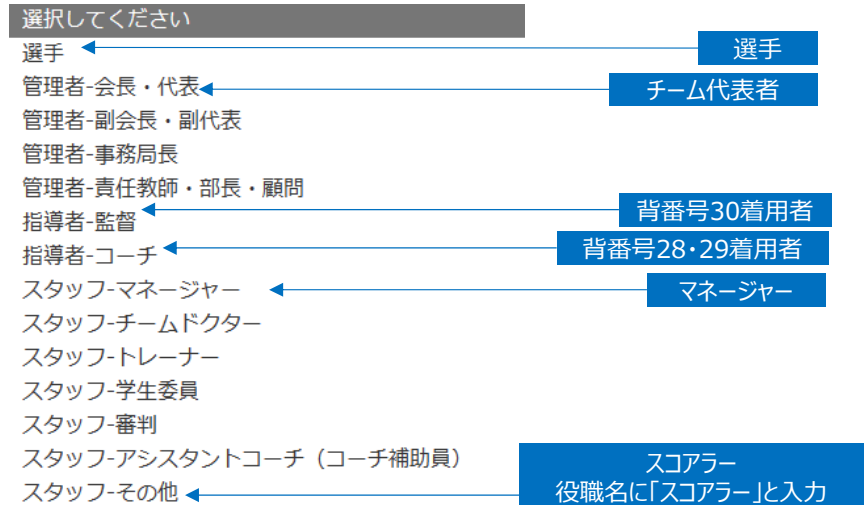 選択してください
選手
選手
管理者-会長・代表
チーム代表者
管理者-副会長・副代表
管理者-事務局長
管理者-責任教師・部長・顧問
指導者-監督
背番号30着用者
指導者-コーチ
背番号28・29着用者
スタッフ-マネージャー
マネージャー
スタッフ-チームドクター
スタッフ-トレーナー
スタッフ-学生委員
スタッフ-審判
スタッフ-アシスタントコーチ（コーチ補助員）
スタッフ-その他
スコアラー
役職名に「スコアラー」と入力